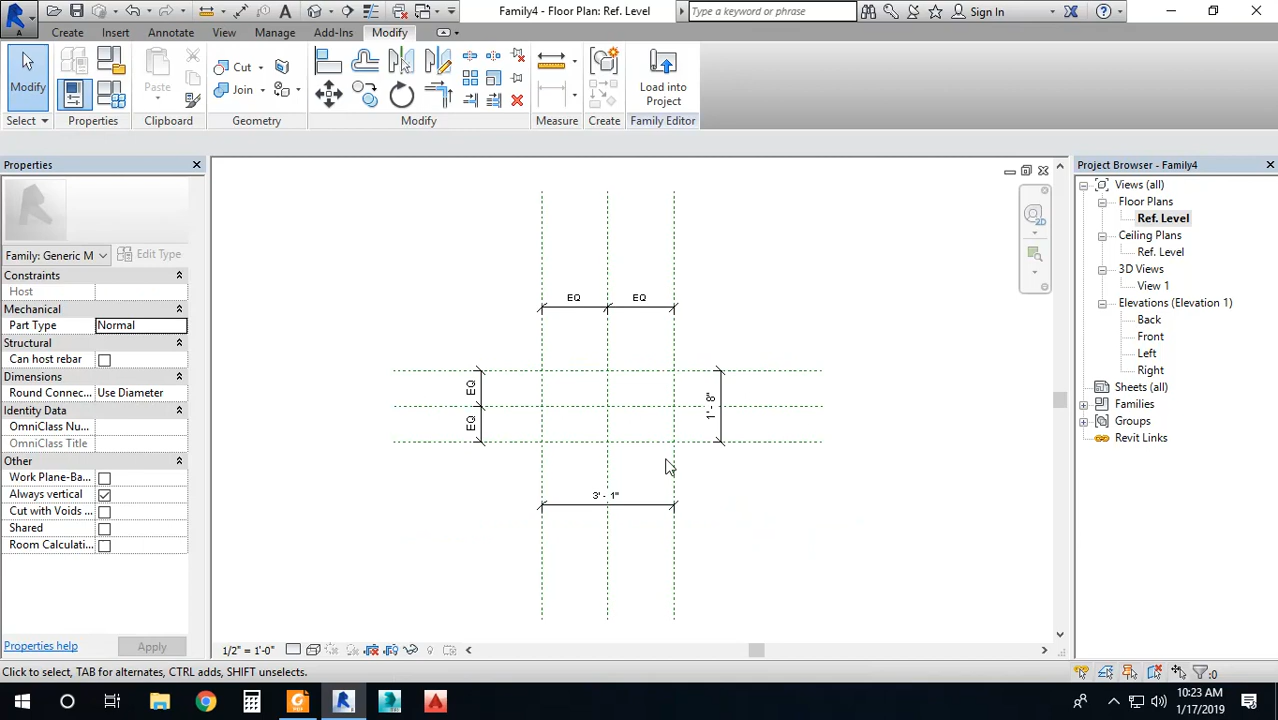 Family4 - Floor Plan: Ref. Level
Type a keyword or phrase
Sign In
Create
Insert
Annotate
View
Manage
Add-Ins
Modify
Modify
Paste
Cut
Join
Load into
Project
Select
Properties
Clipboard
Geometry
Modify
Measure
Create
Family Editor
Properties
Family: Generic M
Edit Type
Constraints
Host
Mechanical
Part Type
Normal
Structural
Can host rebar
Dimensions
Round Connec...
Use Diameter
Identity Data
OmniClass Nu...
OmniClass Title
Other
Work Plane-Ba...
Always vertical
Cut with Voids ...
Shared
Room Calculati...
Properties help
Apply
EQ
EQ
EQ
EQ
1' - 8"
3' - 1"
2D
Project Browser - Family4
Views (all)
Floor Plans
Ref. Level
Ceiling Plans
Ref. Level
3D Views
View 1
Elevations (Elevation 1)
Back
Front
Left
Right
Sheets (all)
Families
Groups
Revit Links
1/2" = 1'-0"
Click to select, TAB for alternates, CTRL adds, SHIFT unselects.
:0
10:23 AM
1/17/2019